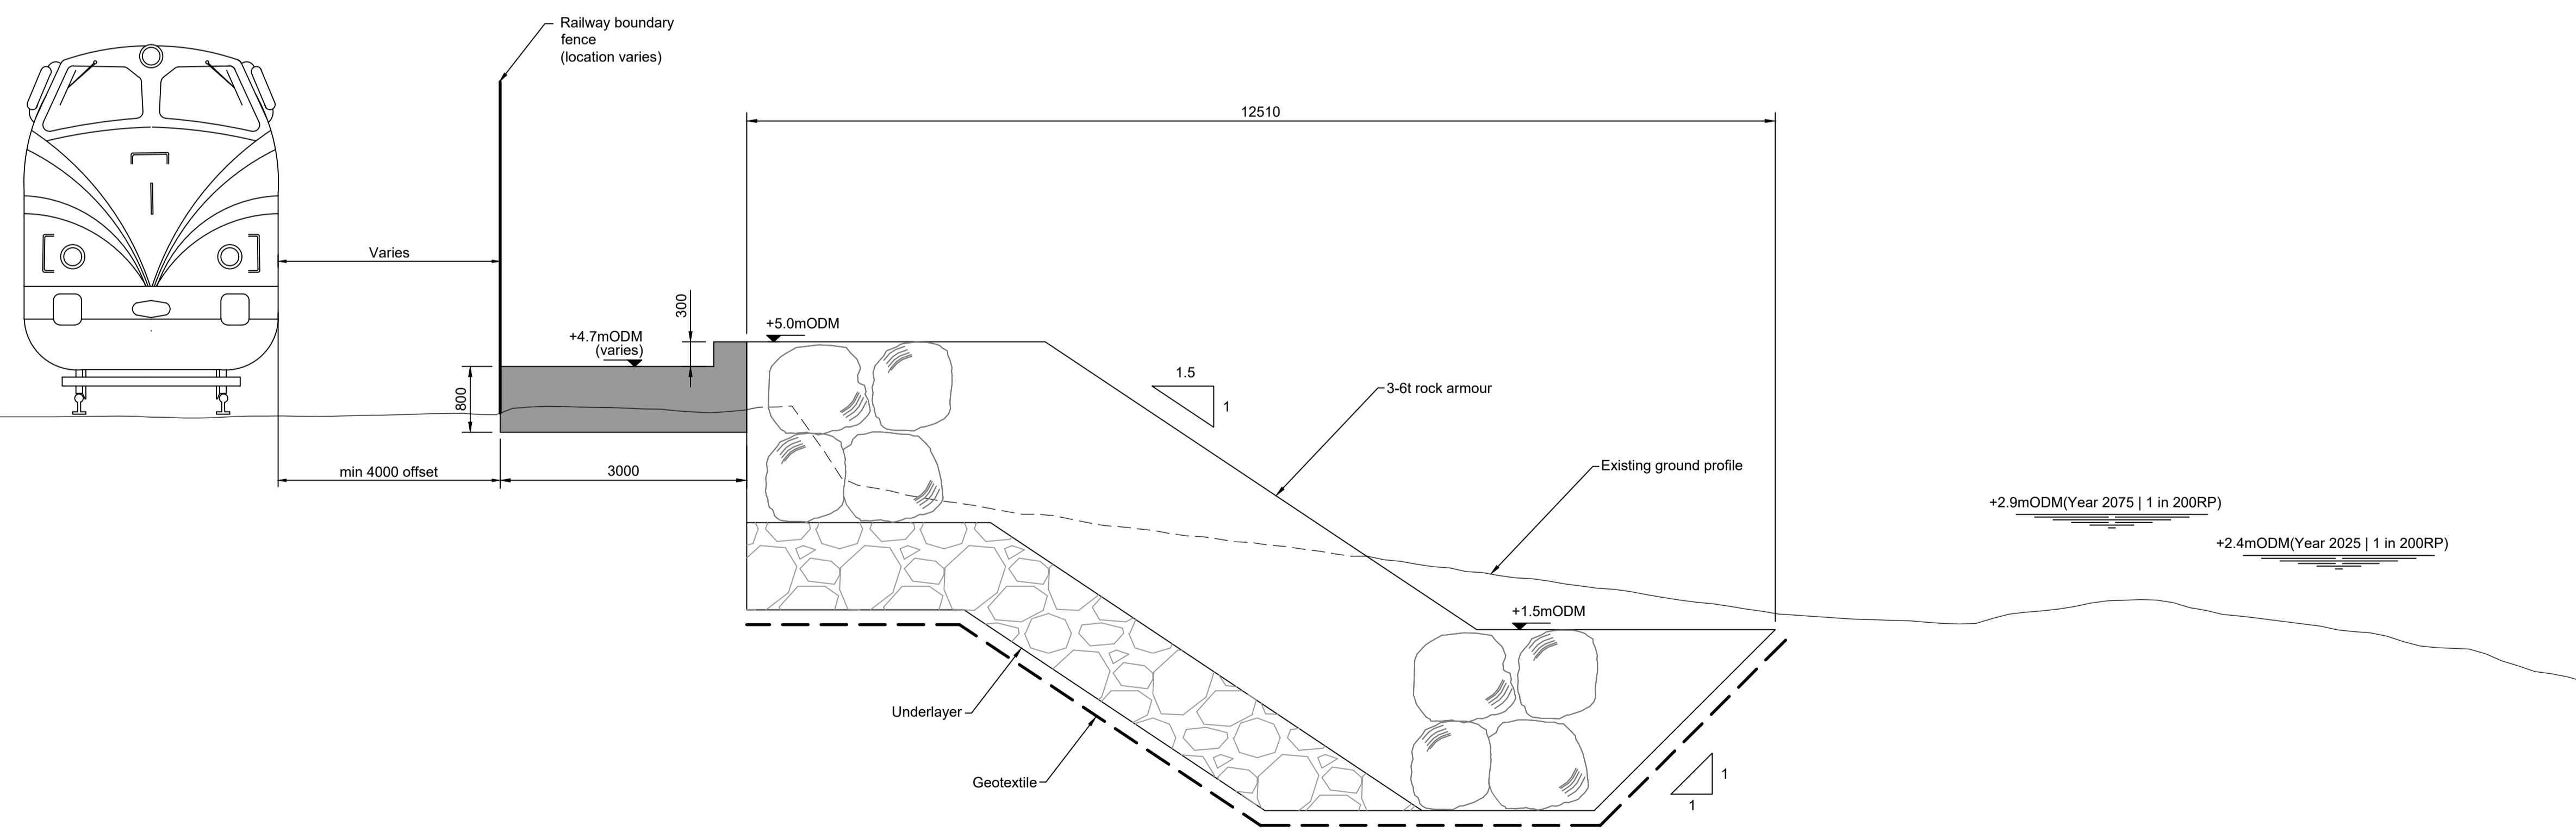 Railway boundary
fence
(location varies)
12510
Varies
300
+5.0mODM
+4.7mODM
(varies)
1.5
1
3-6t rock armour
800
min 4000 offset
3000
Existing ground profile
+2.9mODM(Year 2075 | 1 in 200RP)
+2.4mODM(Year 2025 | 1 in 200RP)
+1.5mODM
Underlayer
Geotextile
1
1